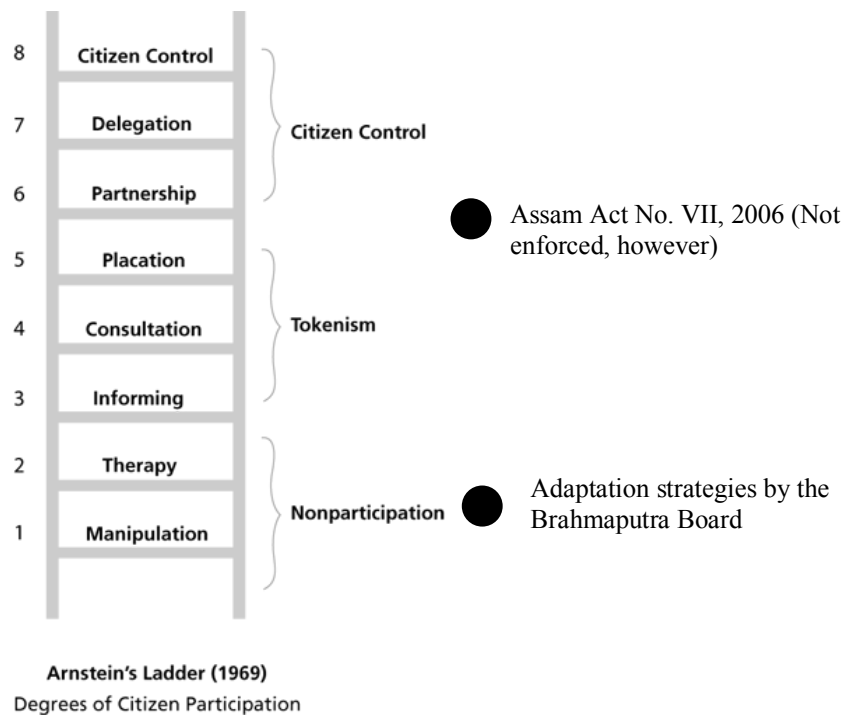 8 Citizen Control
Citizen Control
7 Delegation
6 Partnership
Assam Act No. VII, 2006 (Not
enforced, however)
5 Placation
4 Consultation
Tokenism
3 Informing
2 Therapy
Nonparticipation
Adaptation strategies by the
Brahmaputra Board
1 Manipulation
Arnstein's Ladder (1969)
Degrees of Citizen Participation